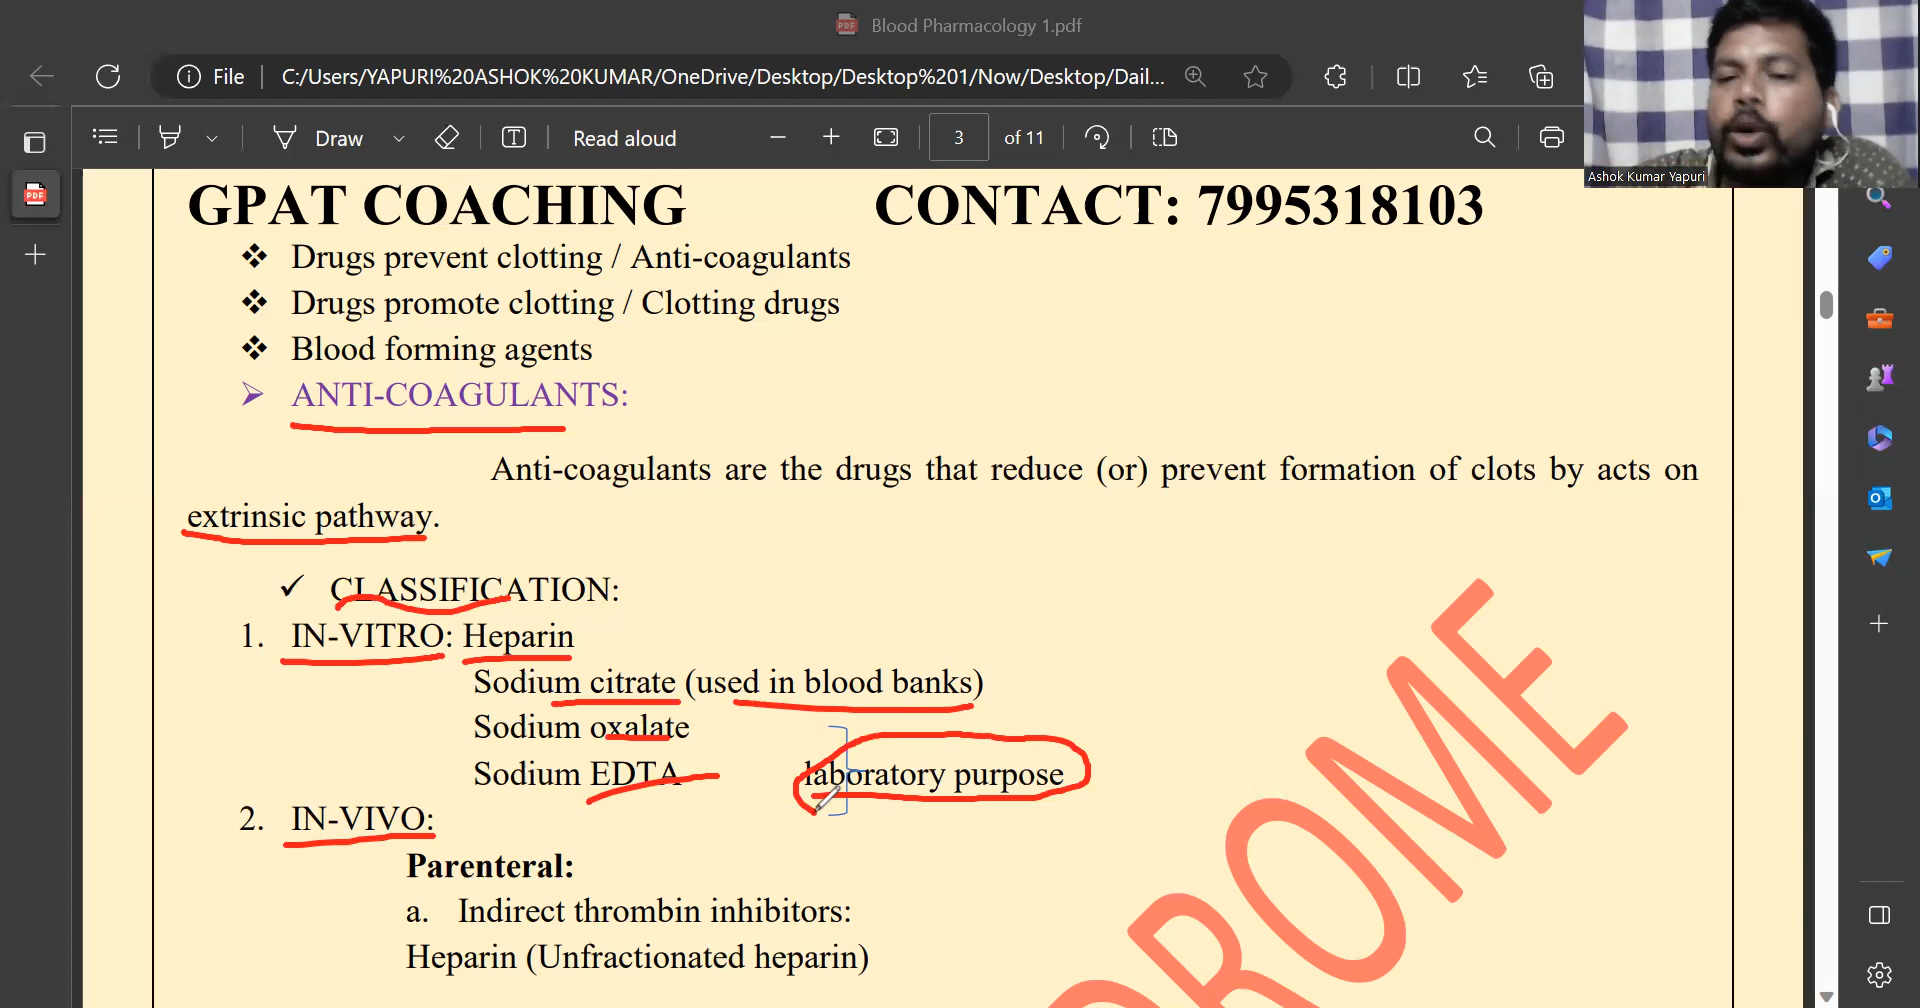 Blood Pharmacology 1.pdf
File C:/Users/YAPURI%20ASHOK%20KUMAR/OneDrive/Desktop/Desktop%201/Now/Desktop/Dail...
Draw Read aloud 3 of 11
Ashok Kumar Yapuri
GPAT COACHING CONTACT: 7995318103
❖ Drugs prevent clotting / Anti-coagulants
❖ Drugs promote clotting / Clotting drugs
❖ Blood forming agents
➢ ANTI-COAGULANTS:
Anti-coagulants are the drugs that reduce (or) prevent formation of clots by acts on
extrinsic pathway.
✓ CLASSIFICATION:
1. IN-VITRO: Heparin
Sodium citrate (used in blood banks)
Sodium oxalate
Sodium EDTA laboratory purpose
2. IN-VIVO:
Parenteral:
a. Indirect thrombin inhibitors:
Heparin (Unfractionated heparin)
ROME